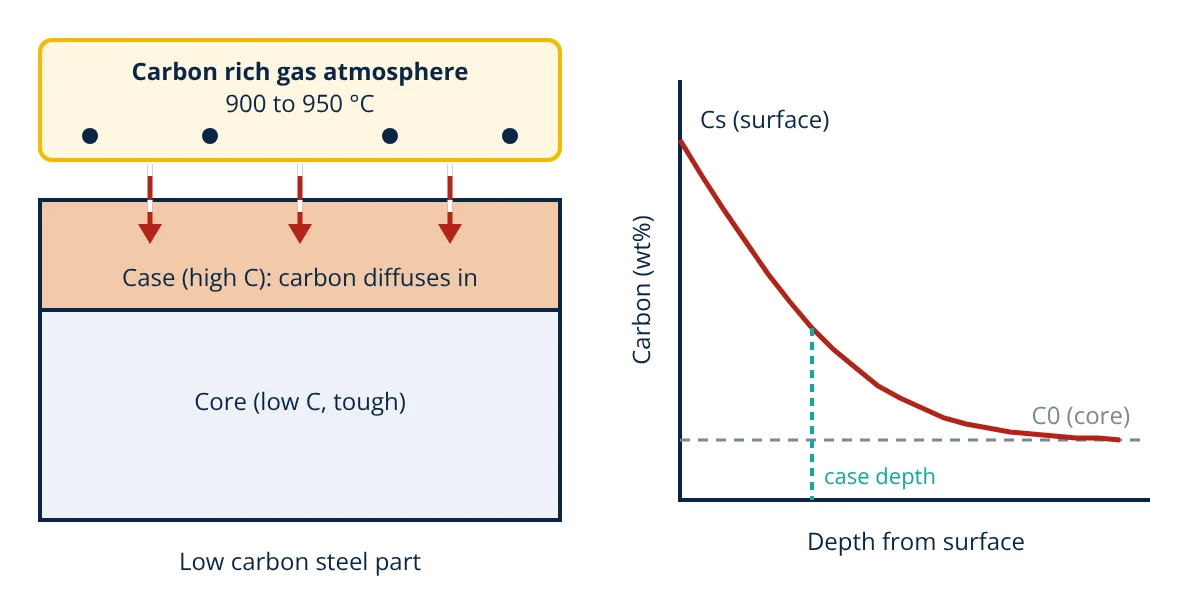 Carbon rich gas atmosphere
900 to 950 °C
Case (high C): carbon diffuses in
Core (low C, tough)
Low carbon steel part
Cs (surface)
Carbon (wt%)
C0 (core)
case depth
Depth from surface